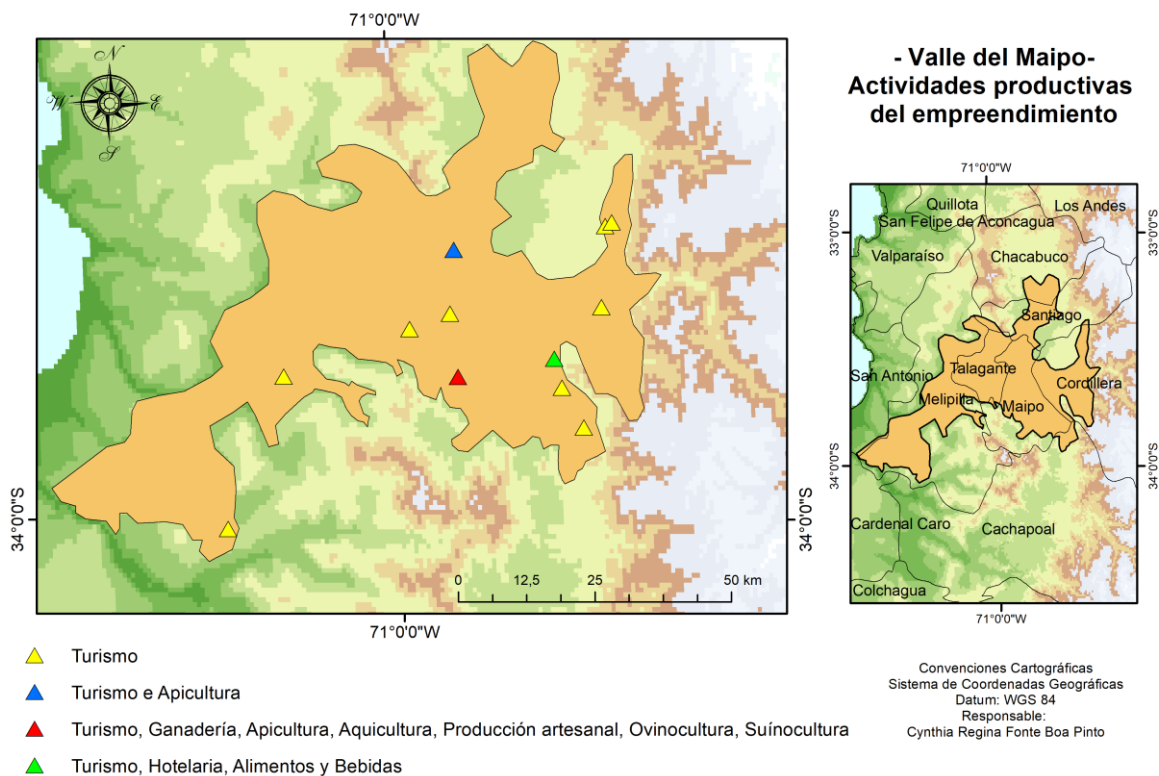 71°0'0"W
N
W
E
S
34°0'0"S
34°0'0"S
0
12,5
25
50 km
71°0'0"W
- Valle del Maipo-
Actividades productivas
del empreendimiento
71°0'0"W
33°0'0"S
33°0'0"S
34°0'0"S
34°0'0"S
Quillota
Los Andes
San Felipe de Aconcagua
Valparaíso
Chacabuco
Santiago
San Antonio
Talagante
Cordillera
Melipilla
Maipo
Cardenal Caro
Cachapoal
Colchagua
71°0'0"W
Turismo
Turismo e Apicultura
Turismo, Ganadería, Apicultura, Aquicultura, Producción artesanal, Ovinocultura, Suínocultura
Turismo, Hotelaria, Alimentos y Bebidas
Convenciones Cartográficas
Sistema de Coordenadas Geográficas
Datum: WGS 84
Responsable:
Cynthia Regina Fonte Boa Pinto